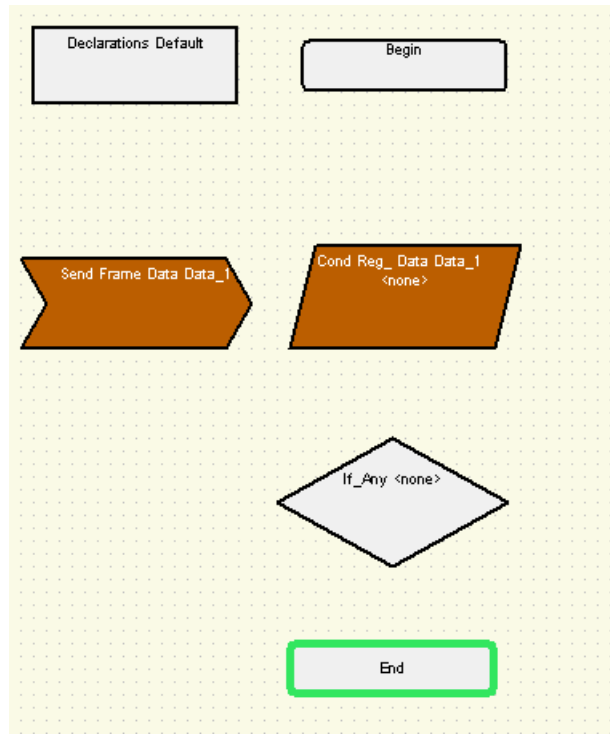 Declarations Default
Begin
Send Frame Data Data_1
Cond Reg_ Data Data_1
<none>
If_Any <none>
End